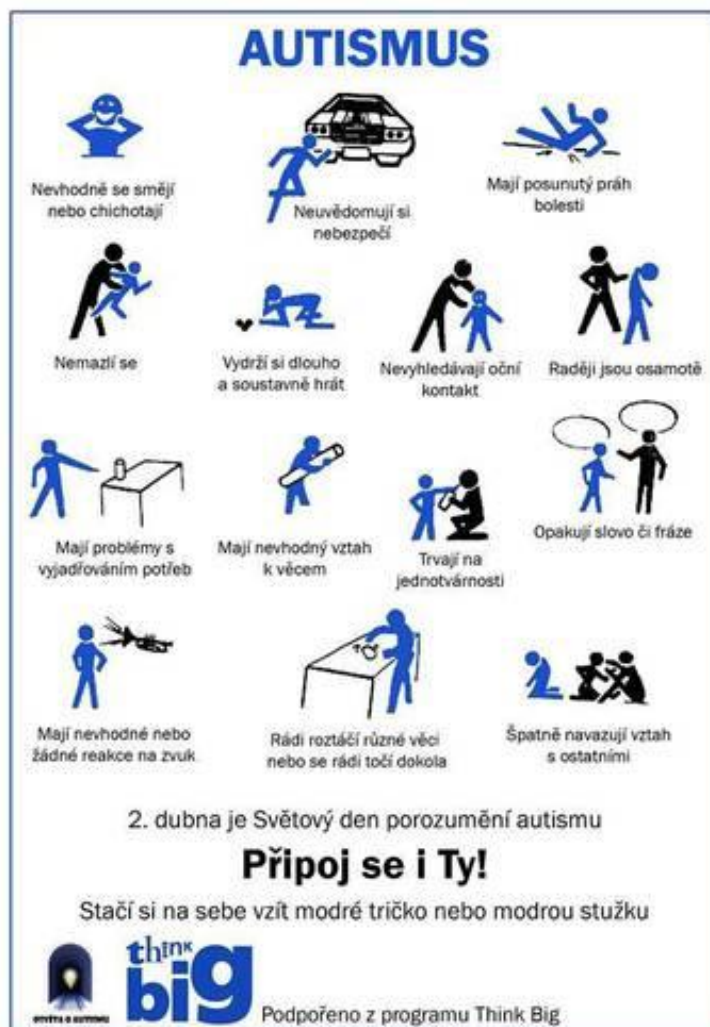 AUTISMUS
Nevhodně se smějí
nebo chichotají
Neuvědomují si
nebezpečí
Mají posunutý práh
bolesti
Nemazlí se
Vydrží si dlouho
a soustavně hrát
Nevyhledávají oční
kontakt
Raději jsou osamotě
Mají problémy s
vyjadřováním potřeb
Mají nevhodný vztah
k věcem
Trvají na
jednotvárnosti
Opakují slovo či fráze
Mají nevhodné nebo
žádné reakce na zvuk
Rádi roztáčí různé věci
nebo se rádi točí dokola
Špatně navazují vztah
s ostatními
2. dubna je Světový den porozumění autismu
Připoj se i Ty!
Stačí si na sebe vzít modré tričko nebo modrou stužku
OSVĚTA O AUTISMU
think
big
Podpořeno z programu Think Big